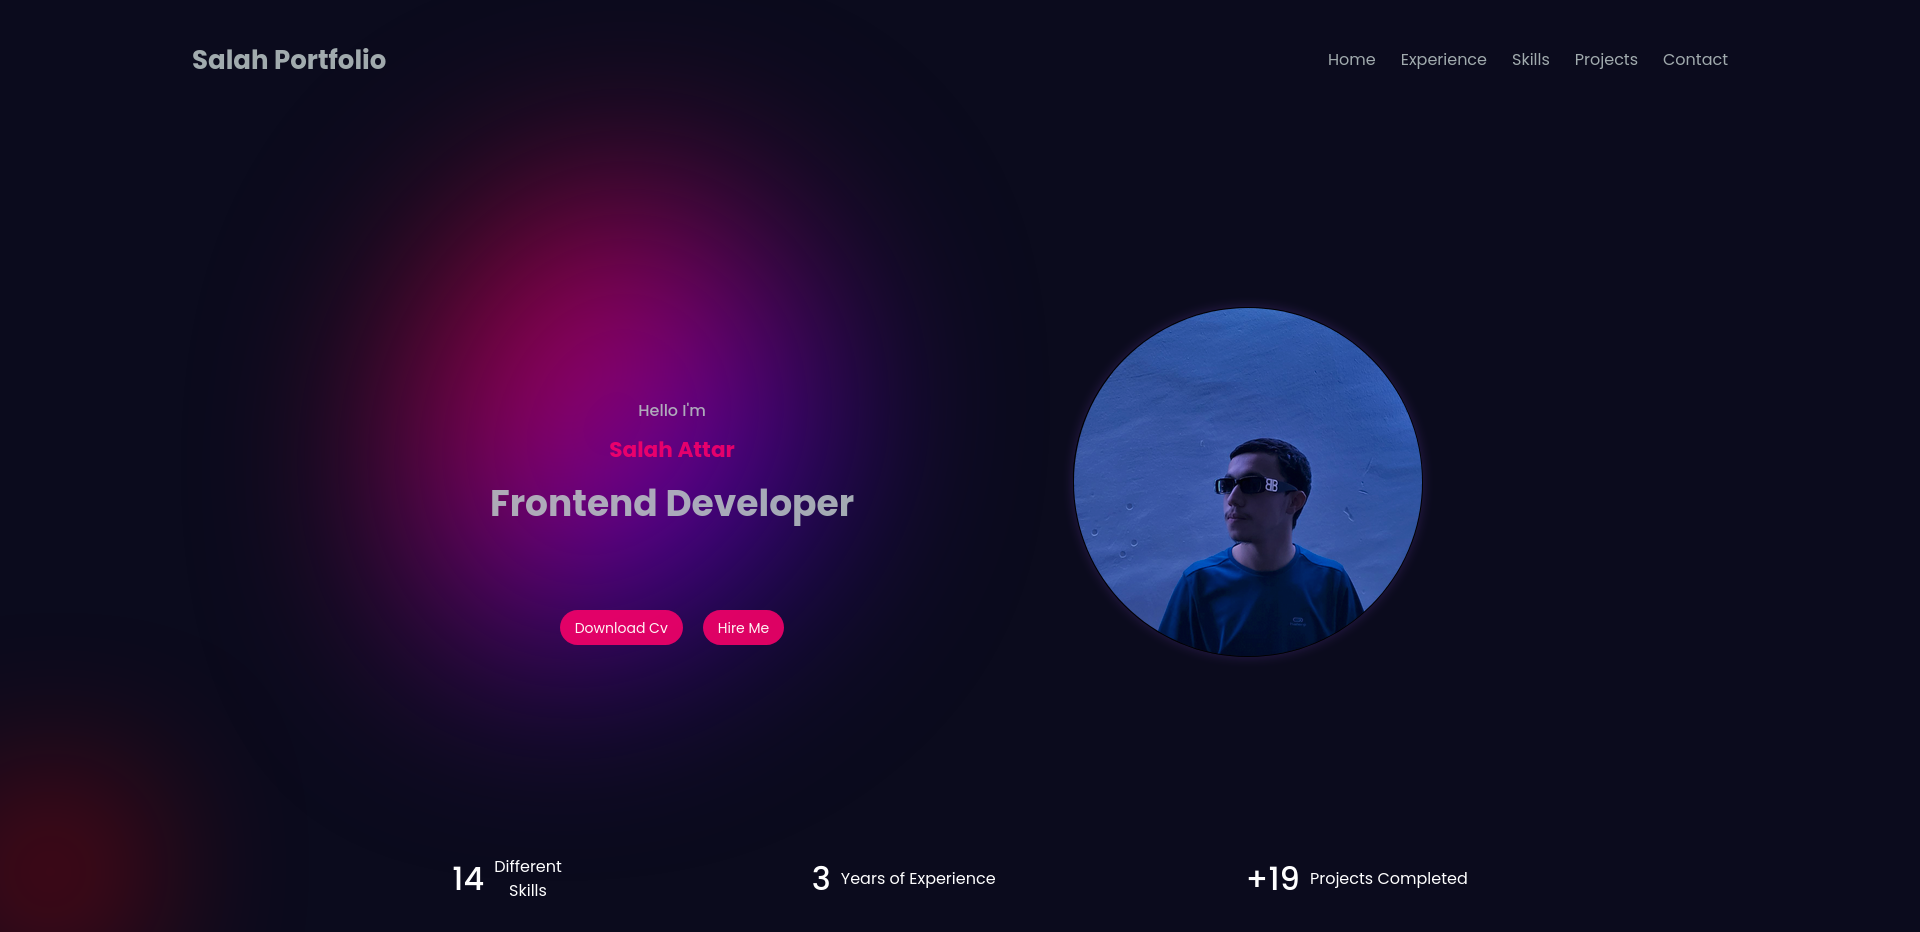 Salah Portfolio
Home Experience Skills Projects Contact
Hello I'm
Salah Attar
Frontend Developer
Download Cv Hire Me
14 Different
Skills
3 Years of Experience
+19 Projects Completed